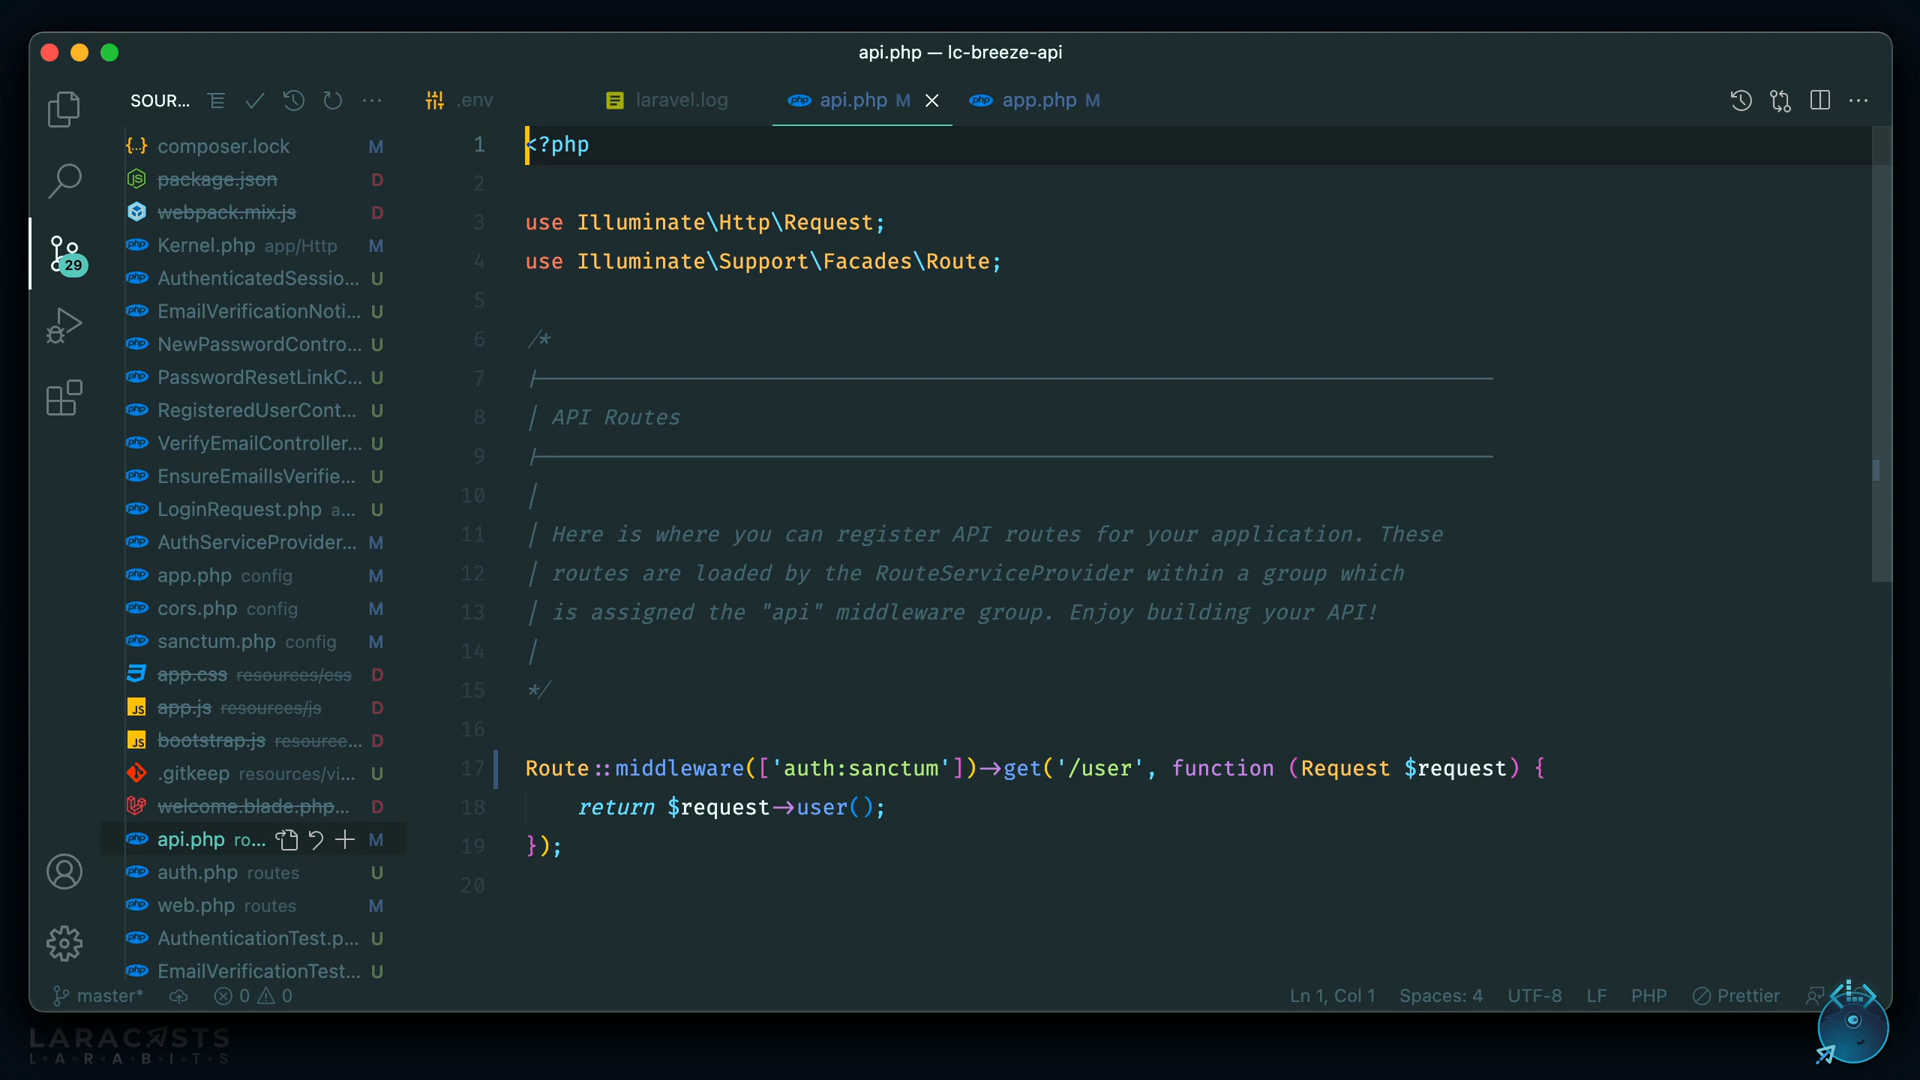 api.php — lc-breeze-api
SOUR...
.env
laravel.log
api.php M
app.php M
composer.lock M
package.json D
webpack.mix.js D
Kernel.php app/Http M
AuthenticatedSessio... U
EmailVerificationNoti... U
NewPasswordContro... U
PasswordResetLinkC... U
RegisteredUserCont... U
VerifyEmailController... U
EnsureEmailIsVerifie... U
LoginRequest.php a... U
AuthServiceProvider... M
app.php config M
cors.php config M
sanctum.php config M
app.css resources/css D
app.js resources/js D
bootstrap.js resource... D
.gitkeep resources/vi... U
welcome.blade.php... D
api.php ro... M
auth.php routes U
web.php routes M
AuthenticationTest.p... U
EmailVerificationTest... U
29
1 <?php
2
3 use Illuminate\Http\Request;
4 use Illuminate\Support\Facades\Route;
5
6 /*
7 |
8 | API Routes
9 |
10 |
11 | Here is where you can register API routes for your application. These
12 | routes are loaded by the RouteServiceProvider within a group which
13 | is assigned the "api" middleware group. Enjoy building your API!
14 |
15 */
16
17 Route::middleware(['auth:sanctum'])->get('/user', function (Request $request) {
18 return $request->user();
19 });
20
master* 0 0
Ln 1, Col 1 Spaces: 4 UTF-8 LF PHP Prettier
LARACASTS
L·A·R·A·B·I·T·S